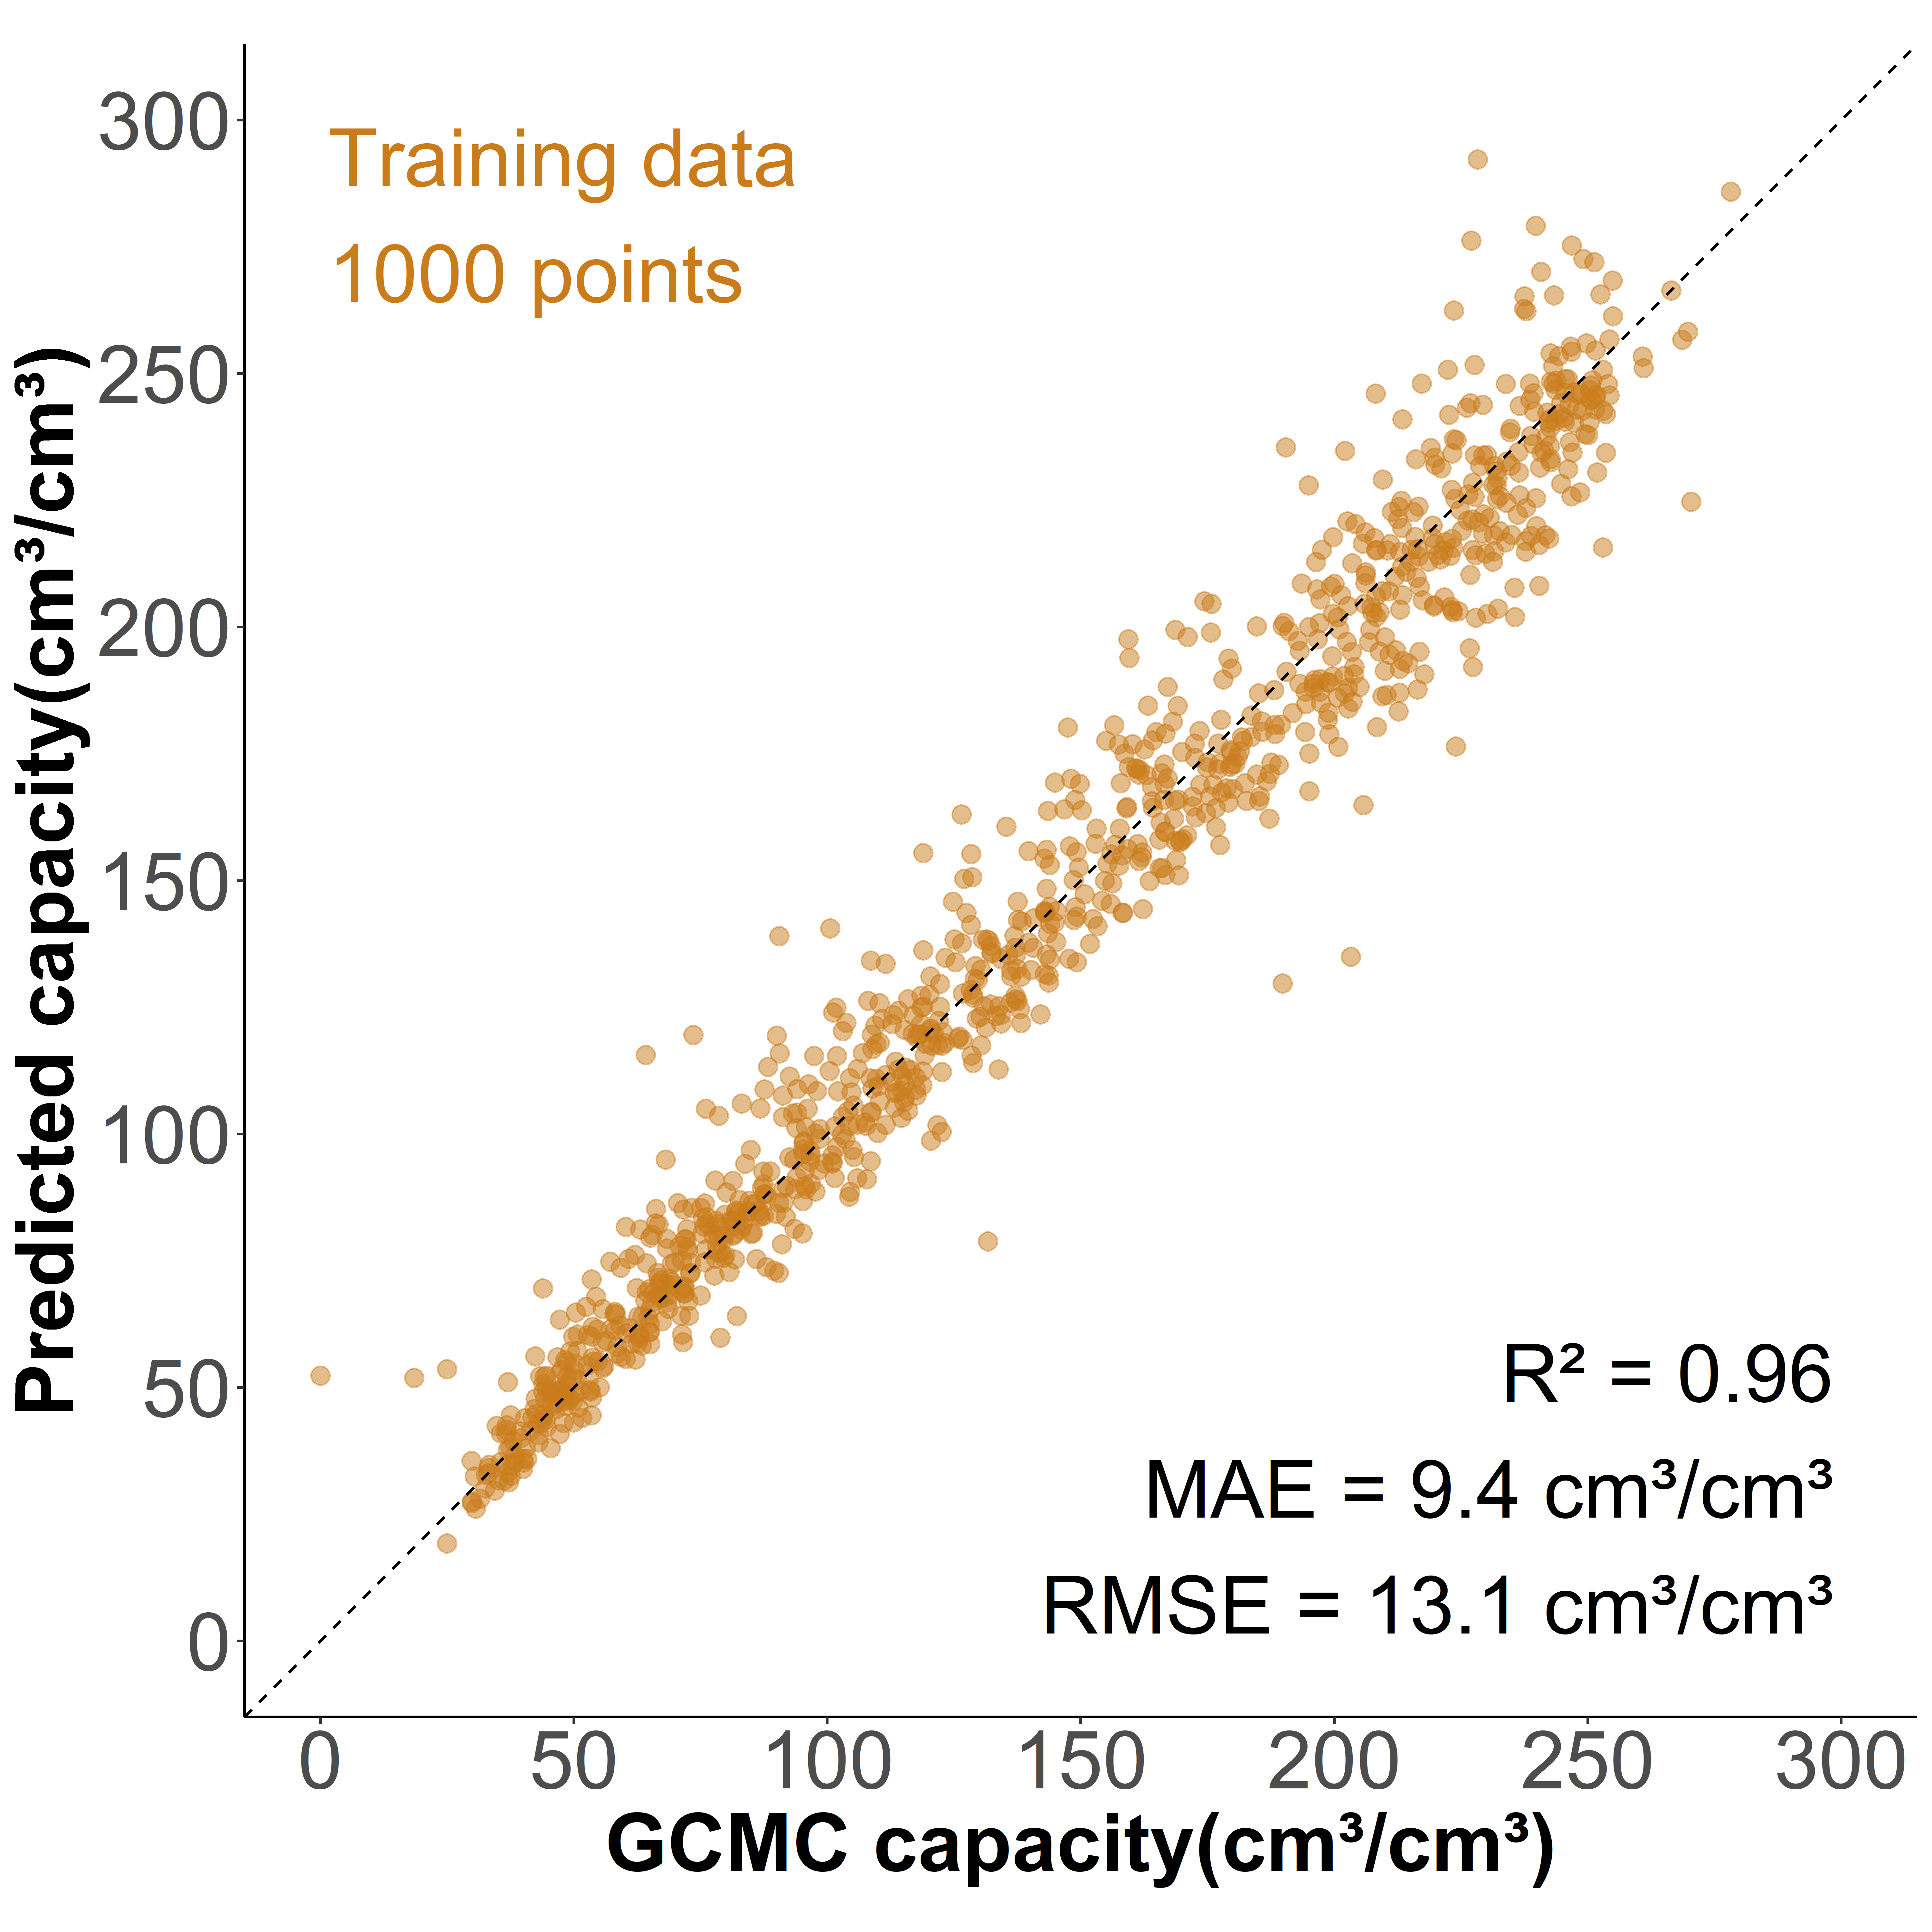 Training data
1000 points
300
250
200
150
100
50
0
Predicted capacity(cm³/cm³)
R² = 0.96
MAE = 9.4 cm³/cm³
RMSE = 13.1 cm³/cm³
0 50 100 150 200 250 300
GCMC capacity(cm³/cm³)